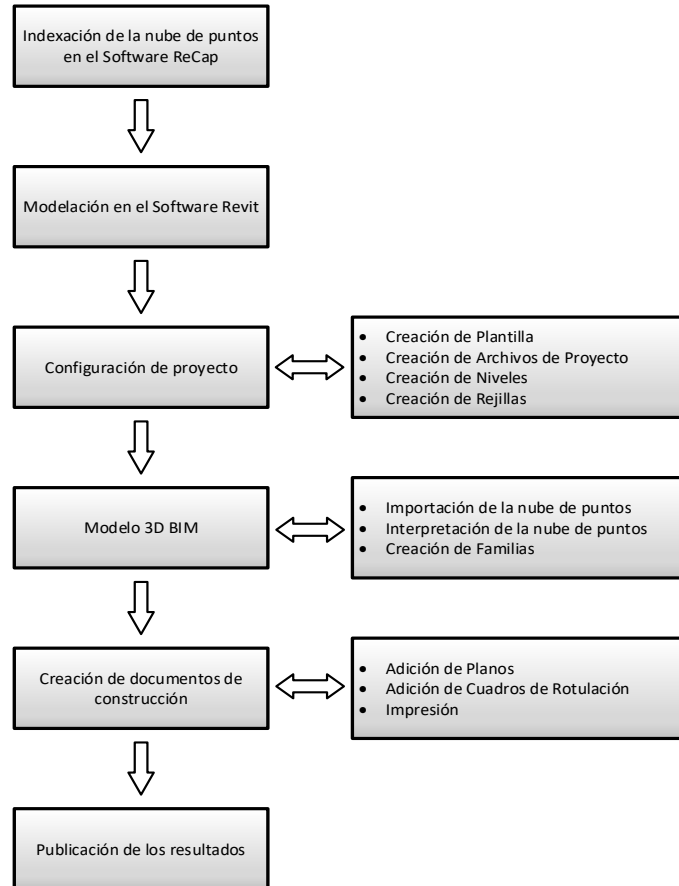 Indexación de la nube de puntos
en el Software ReCap
Modelación en el Software Revit
Configuración de proyecto
• Creación de Plantilla
• Creación de Archivos de Proyecto
• Creación de Niveles
• Creación de Rejillas
Modelo 3D BIM
• Importación de la nube de puntos
• Interpretación de la nube de puntos
• Creación de Familias
Creación de documentos de
construcción
• Adición de Planos
• Adición de Cuadros de Rotulación
• Impresión
Publicación de los resultados